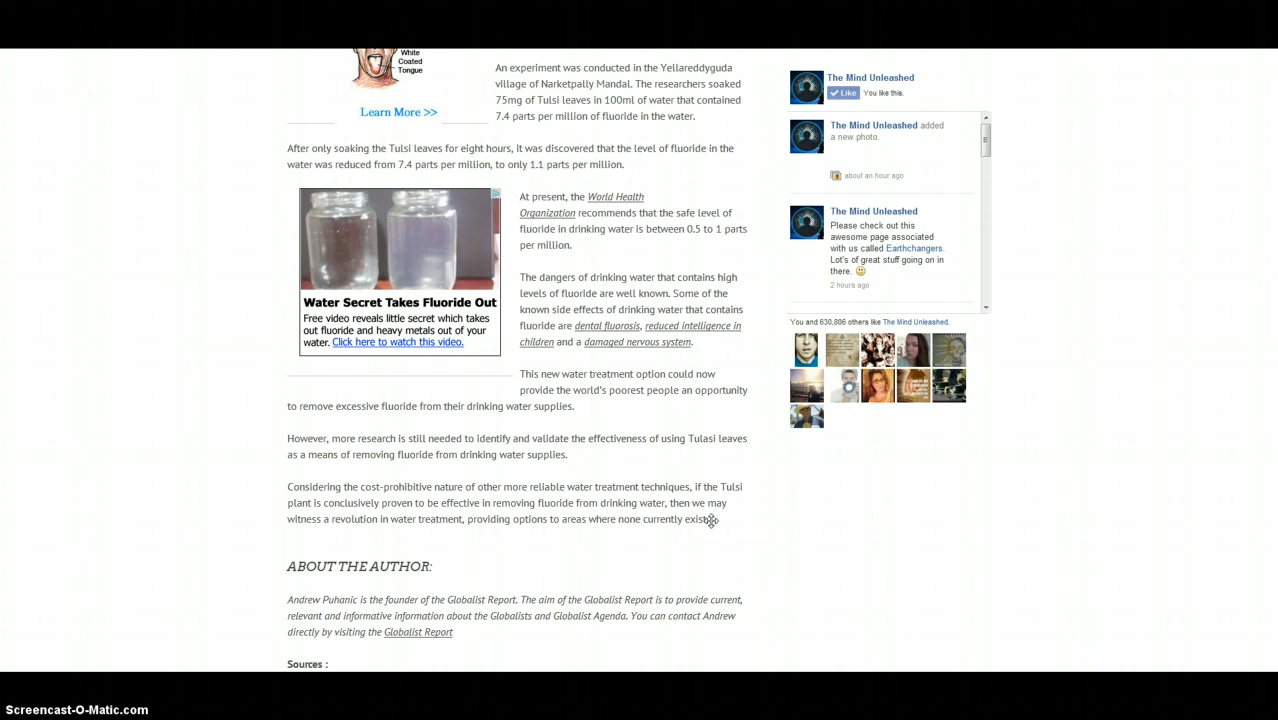 White
Coated
Tongue
Learn More >>
An experiment was conducted in the Yellareddyguda
village of Narketpally Mandal. The researchers soaked
75mg of Tulsi leaves in 100ml of water that contained
7.4 parts per million of fluoride in the water.
After only soaking the Tulsi leaves for eight hours, it was discovered that the level of fluoride in the
water was reduced from 7.4 parts per million, to only 1.1 parts per million.
Water Secret Takes Fluoride Out
Free video reveals little secret which takes
out fluoride and heavy metals out of your
water. Click here to watch this video.
At present, the World Health
Organization recommends that the safe level of
fluoride in drinking water is between 0.5 to 1 parts
per million.
The dangers of drinking water that contains high
levels of fluoride are well known. Some of the
known side effects of drinking water that contains
fluoride are dental fluorosis, reduced intelligence in
children and a damaged nervous system.
This new water treatment option could now
provide the world's poorest people an opportunity
to remove excessive fluoride from their drinking water supplies.
However, more research is still needed to identify and validate the effectiveness of using Tulasi leaves
as a means of removing fluoride from drinking water supplies.
Considering the cost-prohibitive nature of other more reliable water treatment techniques, if the Tulsi
plant is conclusively proven to be effective in removing fluoride from drinking water, then we may
witness a revolution in water treatment, providing options to areas where none currently exist
ABOUT THE AUTHOR:
Andrew Puhanic is the founder of the Globalist Report. The aim of the Globalist Report is to provide current,
relevant and informative information about the Globalists and Globalist Agenda. You can contact Andrew
directly by visiting the Globalist Report
Sources :
The Mind Unleashed
Like You like this.
The Mind Unleashed added
a new photo.
about an hour ago
The Mind Unleashed
Please check out this
awesome page associated
with us called Earthchangers.
Lot's of great stuff going on in
there.
2 hours ago
You and 630,806 others like The Mind Unleashed.
Screencast-O-Matic.com